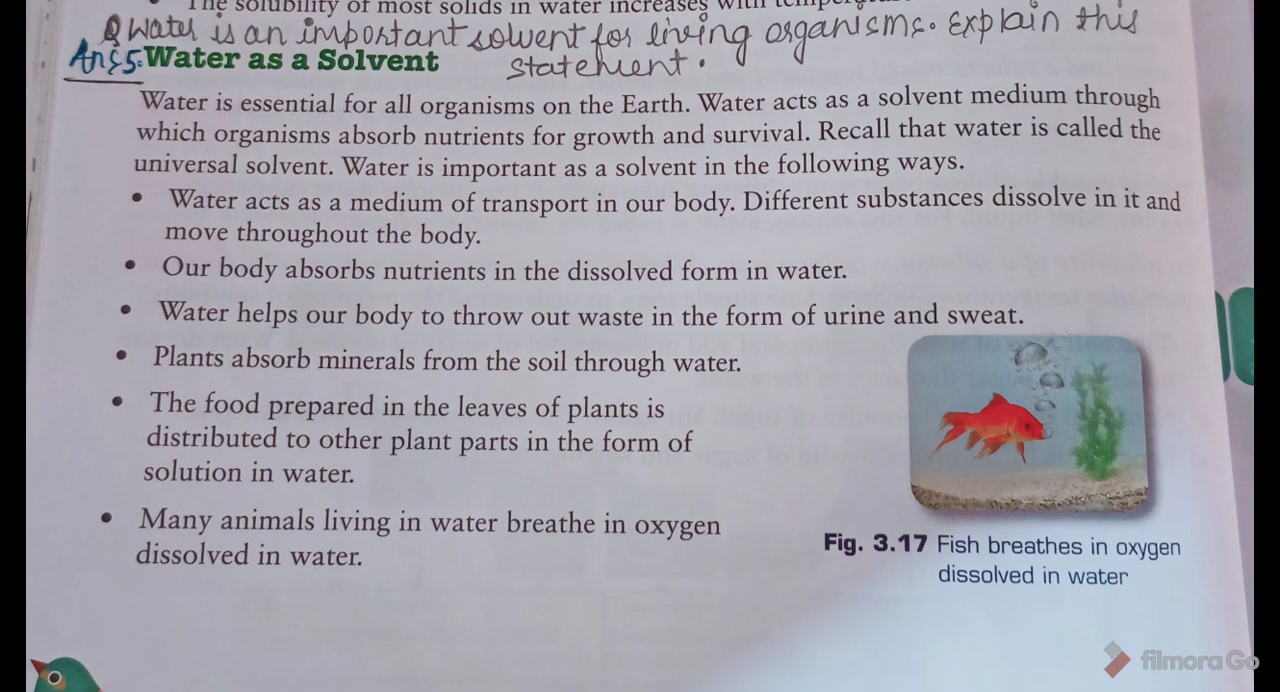 • The solubility of most solids in water increases with
Q Water is an important solvent for living organisms. Explain this
statement.
Ans5. Water as a Solvent
Water is essential for all organisms on the Earth. Water acts as a solvent medium through
which organisms absorb nutrients for growth and survival. Recall that water is called the
universal solvent. Water is important as a solvent in the following ways.
• Water acts as a medium of transport in our body. Different substances dissolve in it and
move throughout the body.
• Our body absorbs nutrients in the dissolved form in water.
• Water helps our body to throw out waste in the form of urine and sweat.
• Plants absorb minerals from the soil through water.
• The food prepared in the leaves of plants is
distributed to other plant parts in the form of
solution in water.
• Many animals living in water breathe in oxygen
dissolved in water.
Fig. 3.17 Fish breathes in oxygen
dissolved in water
filmoraGo